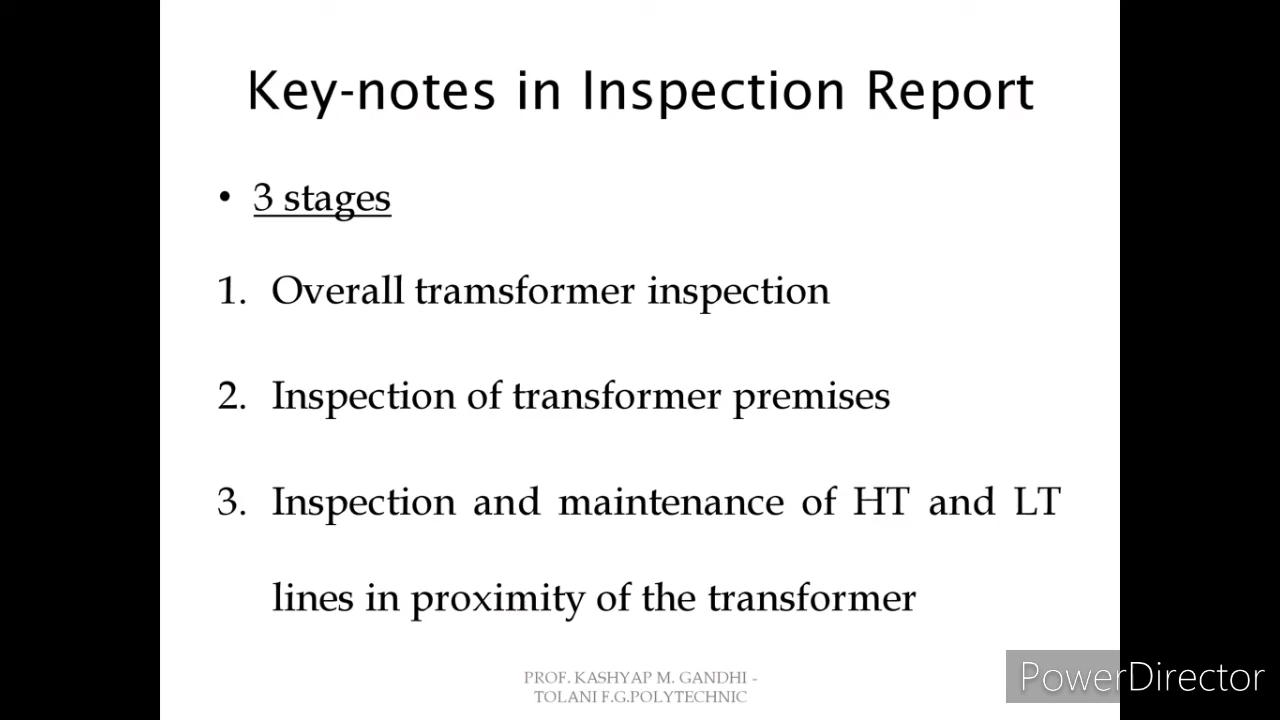 Key-notes in Inspection Report
• 3 stages
1. Overall tramsformer inspection
2. Inspection of transformer premises
3. Inspection and maintenance of HT and LT
lines in proximity of the transformer
PROF. KASHYAP M. GANDHI -
TOLANI F.G.POLYTECHNIC
PowerDirector